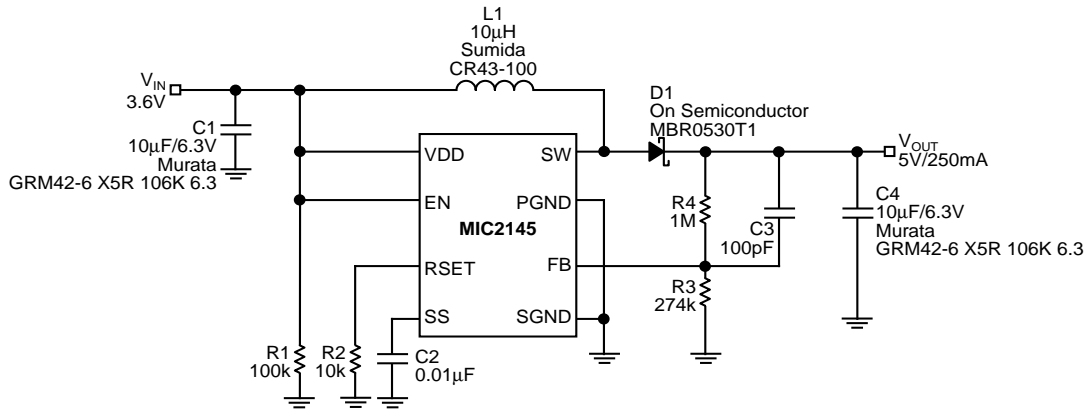 L1
10µH
Sumida
CR43-100
VIN
3.6V
C1
10µF/6.3V
Murata
GRM42-6 X5R 106K 6.3
D1
On Semiconductor
MBR0530T1
VOUT
5V/250mA
VDD
SW
EN
PGND
MIC2145
RSET
FB
SS
SGND
R4
1M
C3
100pF
C4
10µF/6.3V
Murata
GRM42-6 X5R 106K 6.3
R3
274k
R1
100k
R2
10k
C2
0.01µF